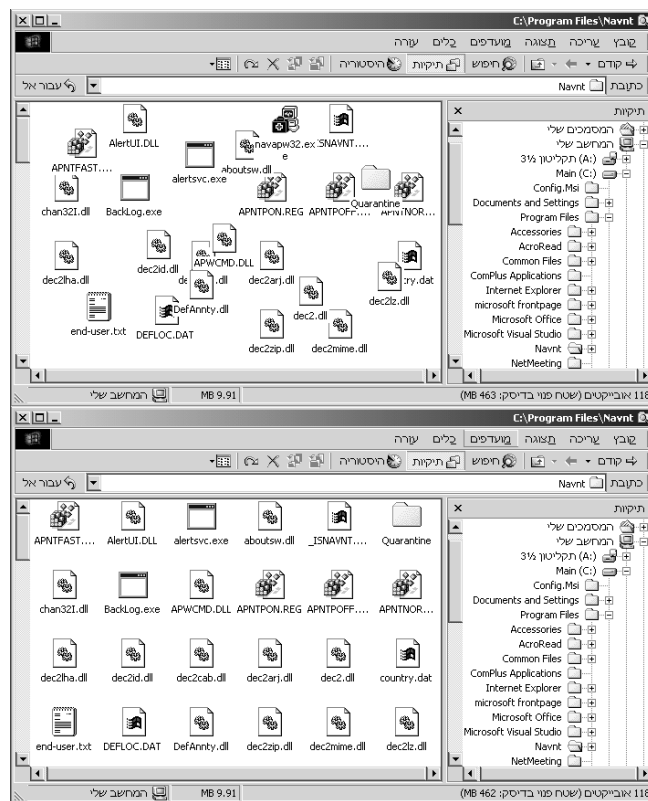 C:\Program Files\Navnt
קובץ עריכה תצוגה מועדפים כלים עזרה
קודם חיפוש תיקיות היסטוריה
כתובת Navnt עבור אל
תיקיות
המסמכים שלי
המחשב שלי
תקליטון 3½ (A:)
Main (C:)
Config.Msi
Documents and Settings
Program Files
Accessories
AcroRead
Common Files
ComPlus Applications
Internet Explorer
microsoft frontpage
Microsoft Office
Microsoft Visual Studio
Navnt
NetMeeting
APNTFAST....
AlertUI.DLL
alertsvc.exe
aboutsw.dll
navapw32.ex
e
ISNAVNT....
chan32I.dll
BackLog.exe
APNTPON.REG
APNTPOFF....
Quarantine
APNTNOR...
dec2lha.dll
dec2id.dll
APWCMD.DLL
de .dll
dec2arj.dll
dec2.dll
dec2lz.dll
ry.dat
end-user.txt
DEFLOC.DAT
DefAnnty.dll
dec2zip.dll
dec2mime.dll
118 אובייקטים (שטח פנוי בדיסק: 463 MB)
9.91 MB
המחשב שלי
C:\Program Files\Navnt
קובץ עריכה תצוגה מועדפים כלים עזרה
קודם חיפוש תיקיות היסטוריה
כתובת Navnt עבור אל
תיקיות
המסמכים שלי
המחשב שלי
תקליטון 3½ (A:)
Main (C:)
Config.Msi
Documents and Settings
Program Files
Accessories
AcroRead
Common Files
ComPlus Applications
Internet Explorer
microsoft frontpage
Microsoft Office
Microsoft Visual Studio
Navnt
NetMeeting
APNTFAST.... AlertUI.DLL alertsvc.exe aboutsw.dll _ISNAVNT.... Quarantine
chan32I.dll BackLog.exe APWCMD.DLL APNTPON.REG APNTPOFF.... APNTNOR...
dec2lha.dll dec2id.dll dec2cab.dll dec2arj.dll dec2.dll country.dat
end-user.txt DEFLOC.DAT DefAnnty.dll dec2zip.dll dec2mime.dll dec2lz.dll
118 אובייקטים (שטח פנוי בדיסק: 462 MB)
9.91 MB
המחשב שלי